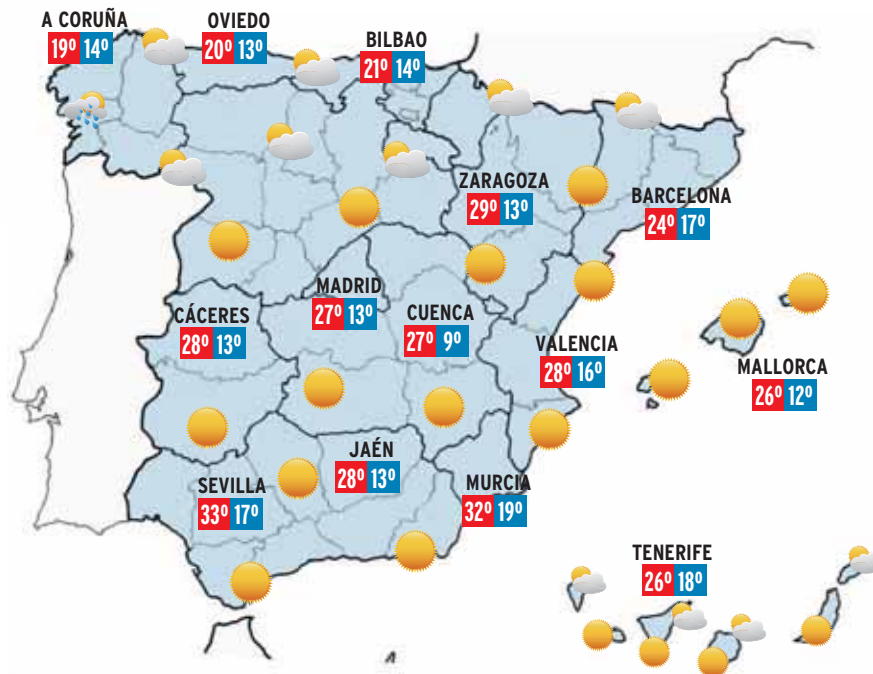 A CORUÑA
19º 14º
OVIEDO
20º 13º
BILBAO
21º 14º
ZARAGOZA
29º 13º
BARCELONA
24º 17º
MADRID
27º 13º
CÁCERES
28º 13º
CUENCA
27º 9º
VALENCIA
28º 16º
MALLORCA
26º 12º
JAÉN
28º 13º
SEVILLA
33º 17º
MURCIA
32º 19º
TENERIFE
26º 18º